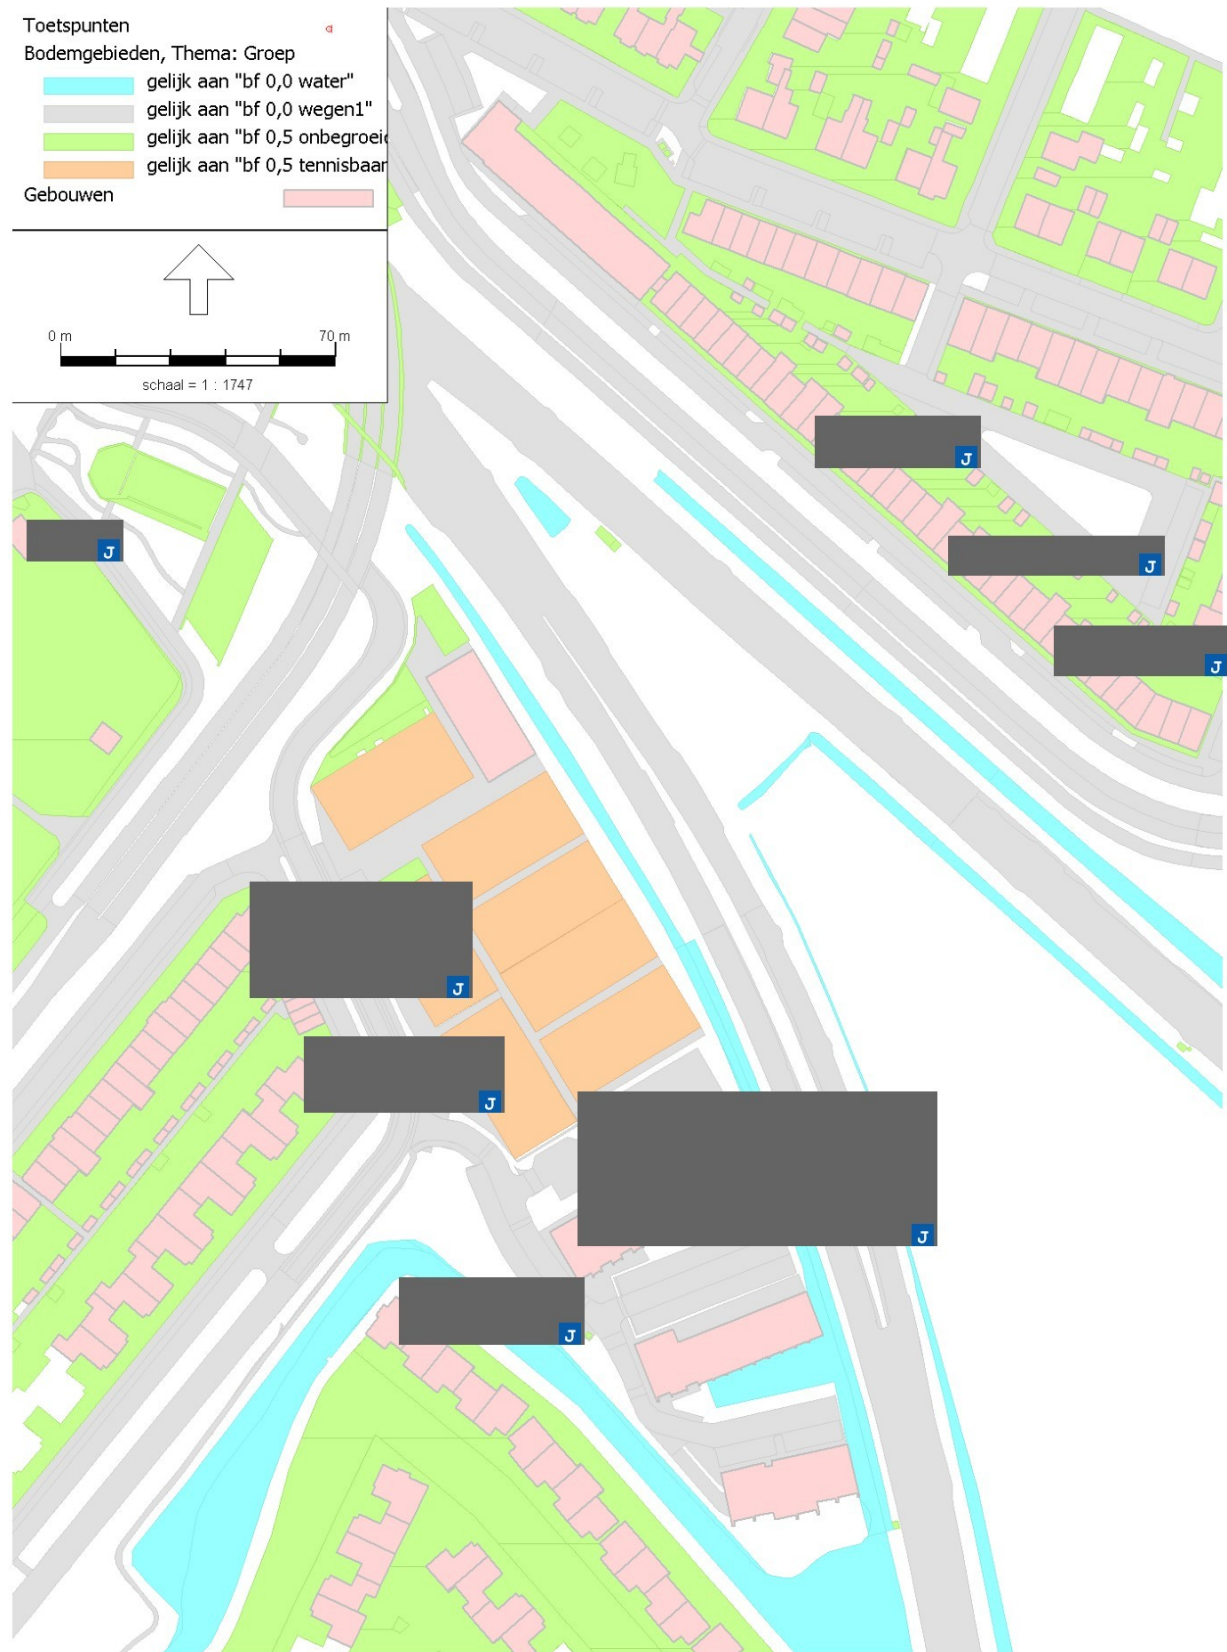 Toetspunten
Bodemgebieden, Thema: Groep
gelijk aan "bf 0,0 water"
gelijk aan "bf 0,0 wegen1"
gelijk aan "bf 0,5 onbegroeid
gelijk aan "bf 0,5 tennisbaan
Gebouwen
0 m 70 m
schaal = 1 : 1747
J
J
J
J
J
J
J
J